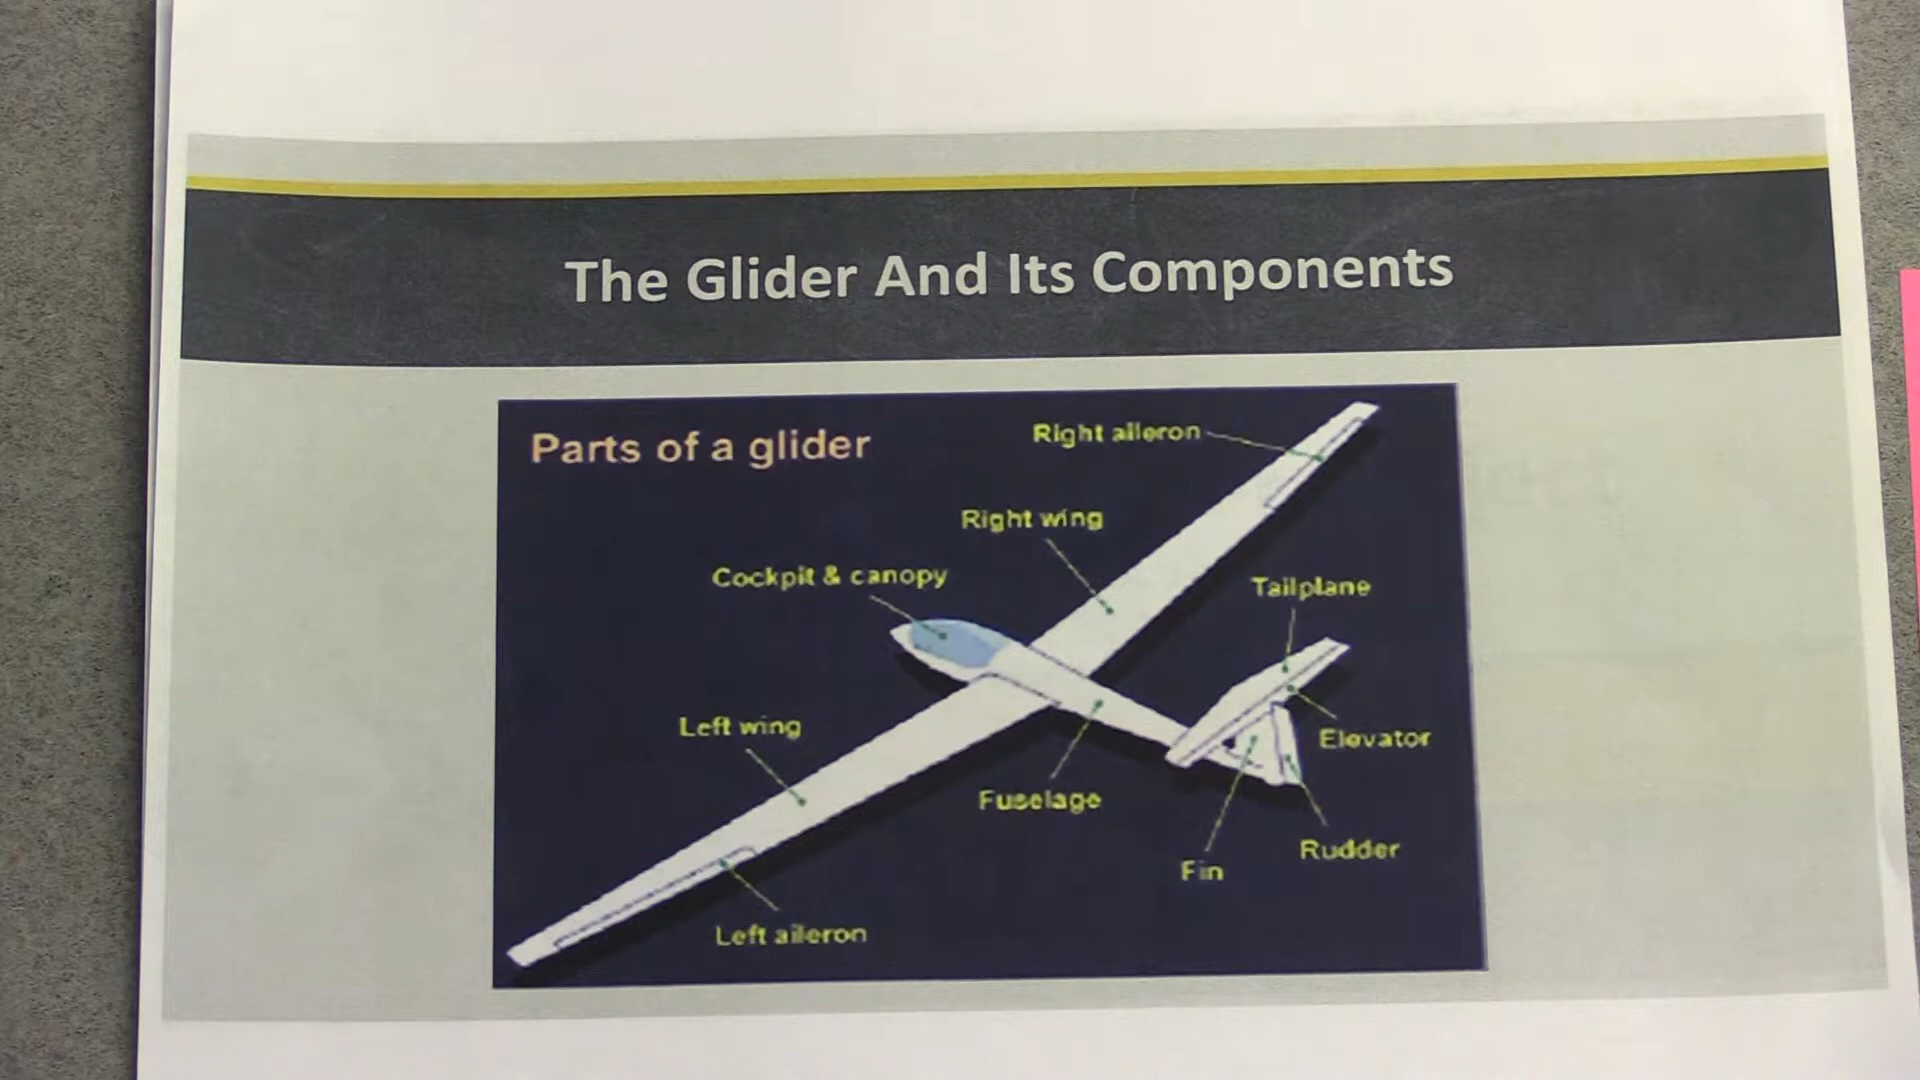 The Glider And Its Components
Parts of a glider
Right aileron
Right wing
Cockpit & canopy
Tailplane
Left wing
Elevator
Fuselage
Rudder
Fin
Left aileron